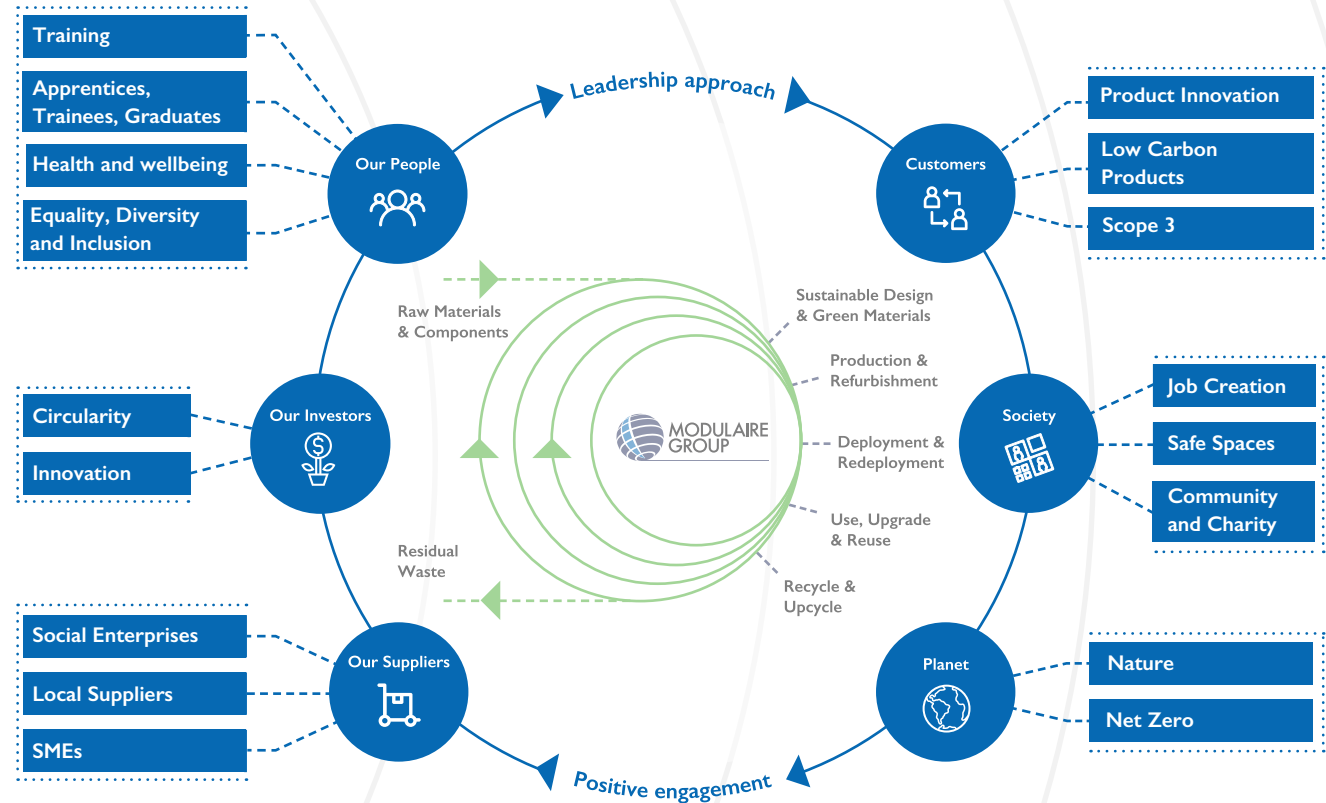 Leadership approach
Training
Apprentices,
Trainees, Graduates
Health and wellbeing
Equality, Diversity
and Inclusion
Our People
Customers
Product Innovation
Low Carbon
Products
Scope 3
Raw Materials
& Components
Sustainable Design
& Green Materials
Production &
Refurbishment
Deployment &
Redeployment
Use, Upgrade
& Reuse
Recycle &
Upcycle
Residual
Waste
MODULAIRE
GROUP
Circularity
Innovation
Our Investors
Society
Job Creation
Safe Spaces
Community
and Charity
Social Enterprises
Local Suppliers
SMEs
Our Suppliers
Planet
Nature
Net Zero
Positive engagement